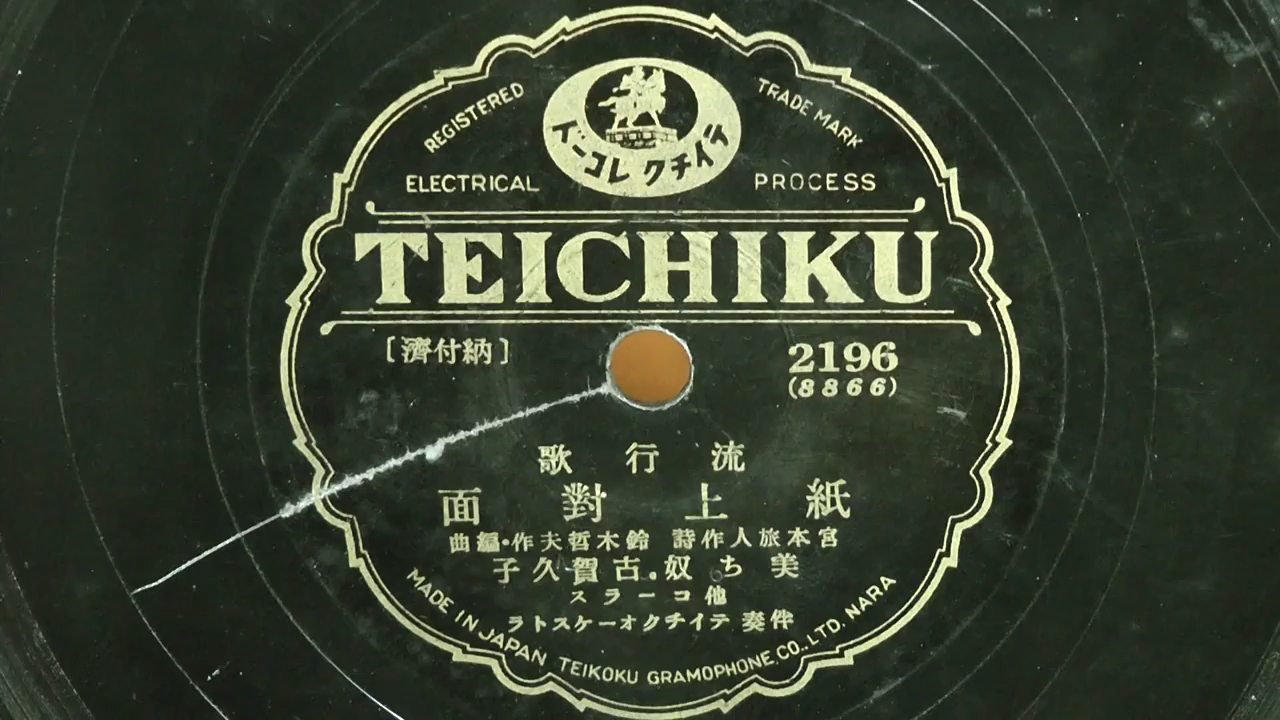 REGISTERED TRADE MARK
テイチクレコード
ELECTRICAL PROCESS
TEICHIKU
[納付濟]
2196
(8866)
流行歌
紙上對面
宮本旅人作詩 鈴木哲夫作・編曲
美ち奴・古賀久子
他コーラス
伴奏 テイチクオーケストラ
MADE IN JAPAN TEIKOKU GRAMOPHONE CO., LTD. NARA